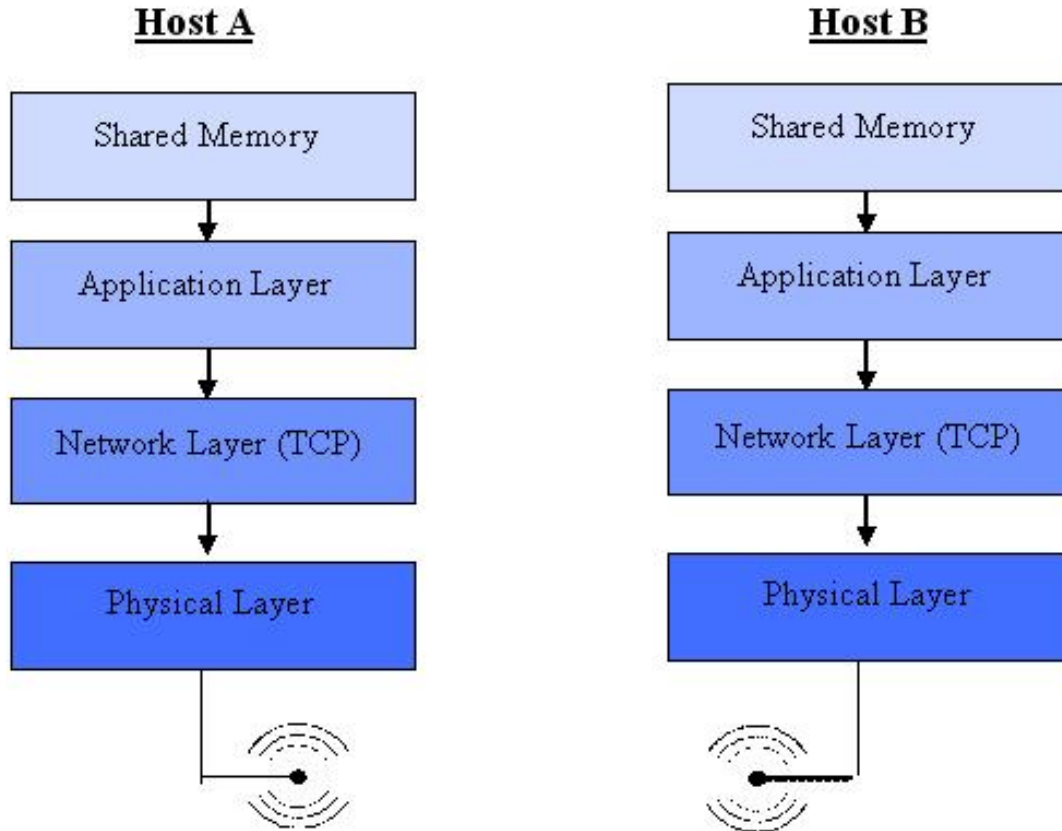 Host A
Host B
Shared Memory
Shared Memory
Application Layer
Application Layer
Network Layer (TCP)
Network Layer (TCP)
Physical Layer
Physical Layer